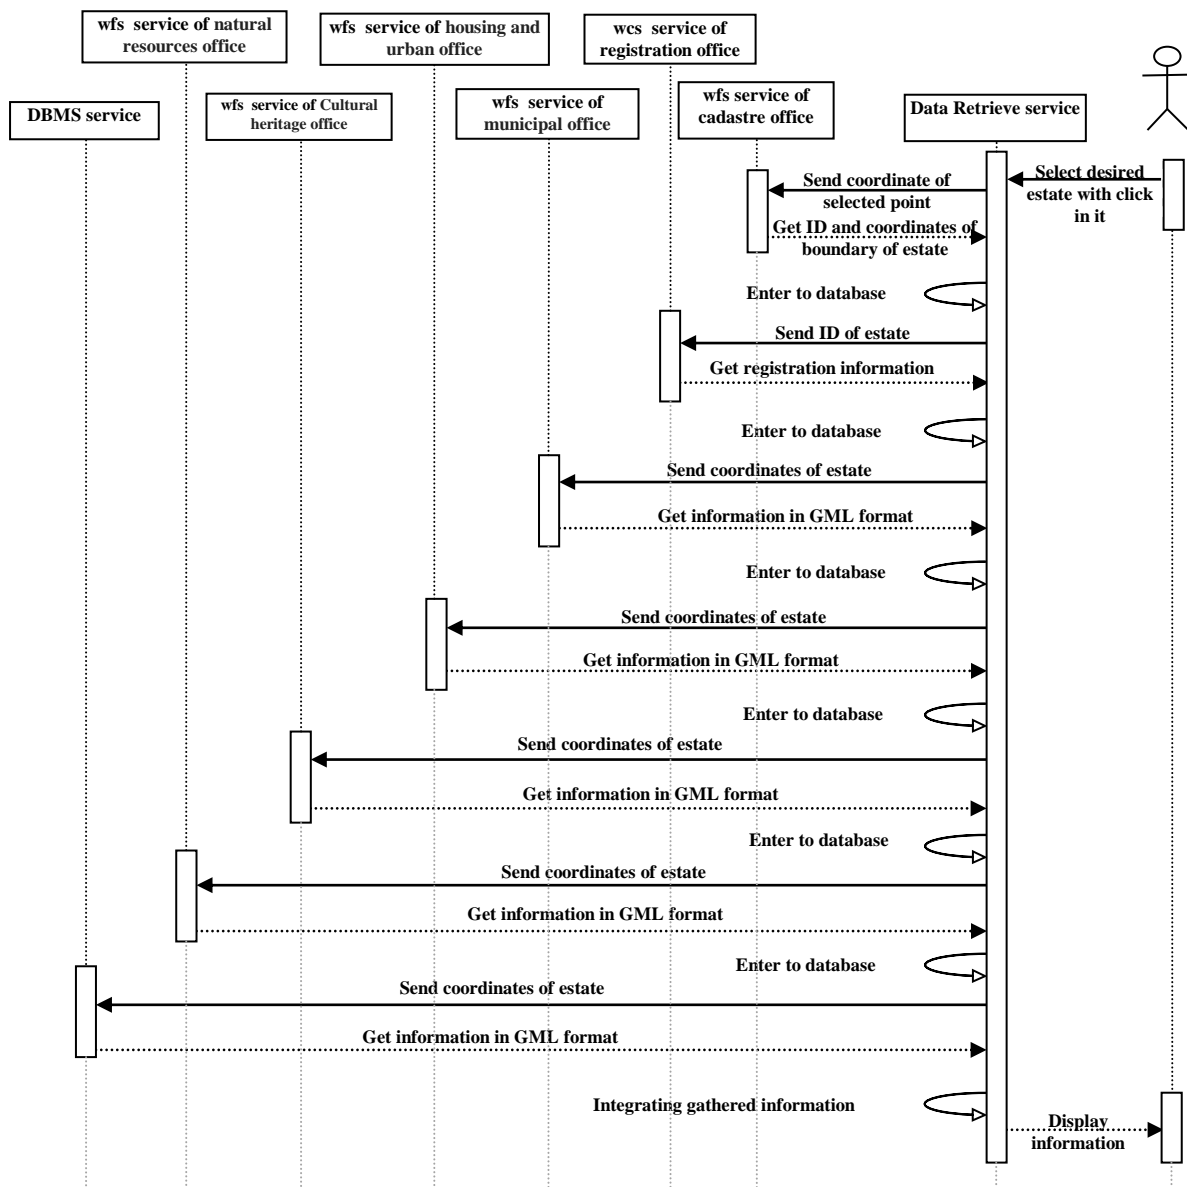 wfs service of natural
resources office
wfs service of housing and
urban office
wcs service of
registration office
DBMS service
wfs service of Cultural
heritage office
wfs service of
municipal office
wfs service of
cadastre office
Data Retrieve service
Send coordinate of
selected point
Select desired
estate with click
in it
Get ID and coordinates of
boundary of estate
Enter to database
Send ID of estate
Get registration information
Enter to database
Send coordinates of estate
Get information in GML format
Enter to database
Send coordinates of estate
Get information in GML format
Enter to database
Send coordinates of estate
Get information in GML format
Enter to database
Send coordinates of estate
Get information in GML format
Enter to database
Send coordinates of estate
Get information in GML format
Integrating gathered information
Display
information